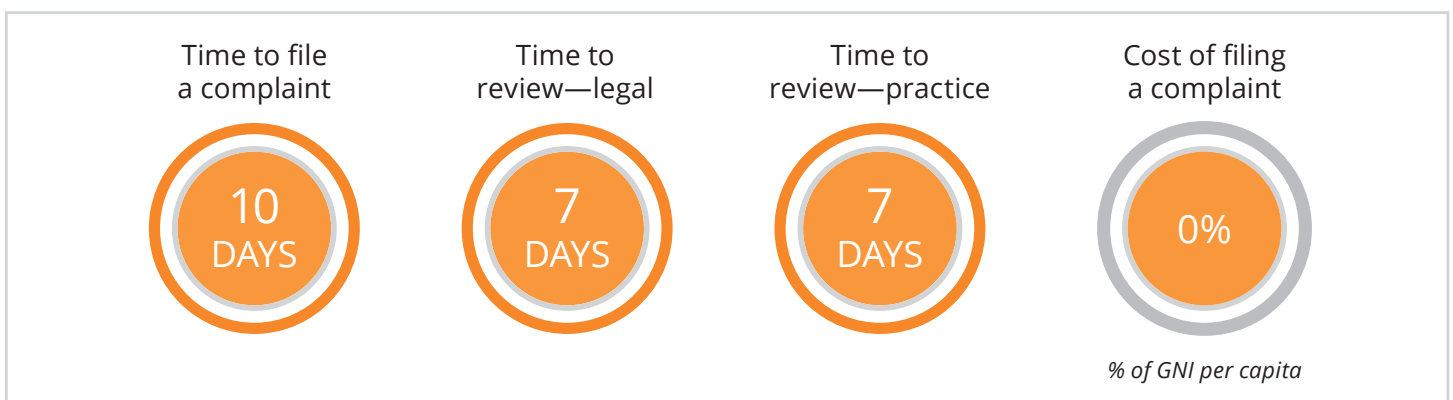 Time to file
a complaint
10
DAYS
Time to
review—legal
7
DAYS
Time to
review—practice
7
DAYS
Cost of filing
a complaint
0%
% of GNI per capita